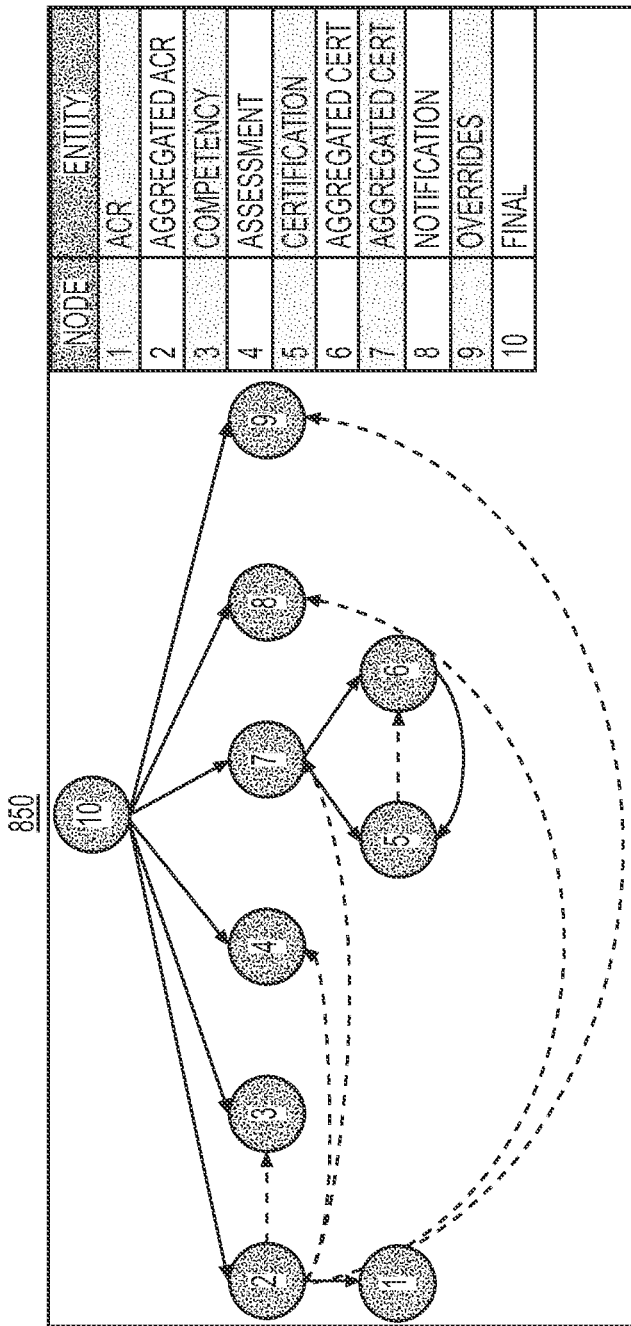 850
10
2
3
4
7
8
9
1
5
6
NODE ENTITY
1 ACR
2 AGGREGATED ACR
3 COMPETENCY
4 ASSESSMENT
5 CERTIFICATION
6 AGGREGATED CERT
7 AGGREGATED CERT
8 NOTIFICATION
9 OVERRIDES
10 FINAL